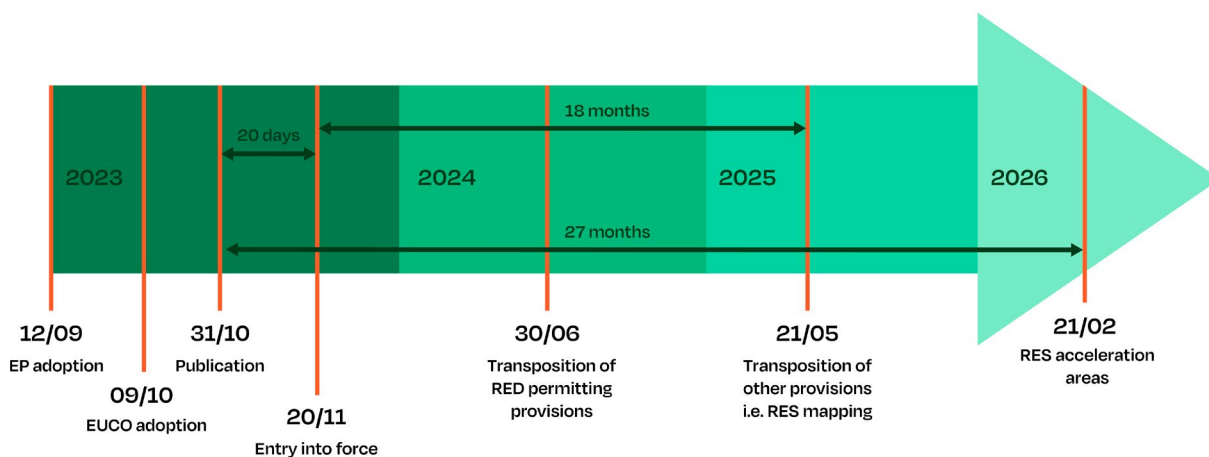 18 months
20 days
2023
2024
2025
2026
27 months
12/09
EP adoption
09/10
EUCO adoption
31/10
Publication
20/11
Entry into force
30/06
Transposition of
RED permitting
provisions
21/05
Transposition of
other provisions
i.e. RES mapping
21/02
RES acceleration
areas